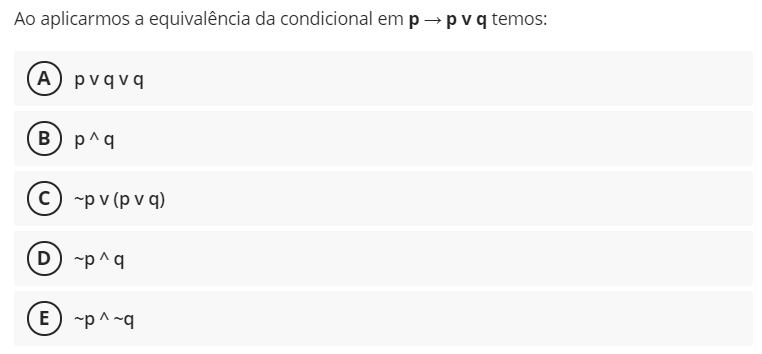 Ao aplicarmos a equivalência da condicional em p → p v q temos:
A p v q v q
B p ^ q
C ~p v (p v q)
D ~p ^ q
E ~p ^ ~q